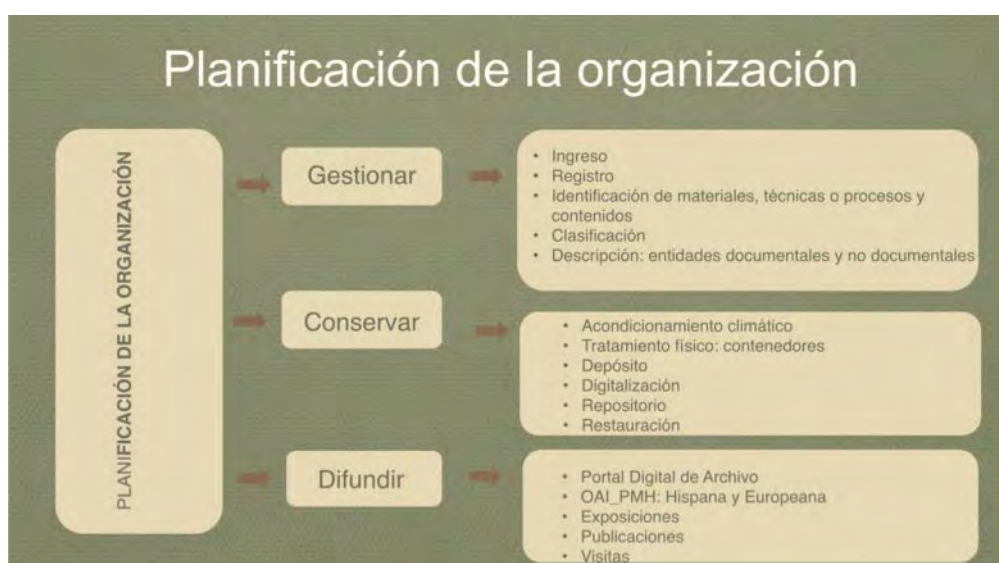 Planificación de la organización
PLANIFICACIÓN DE LA ORGANIZACIÓN
Gestionar
• Ingreso
• Registro
• Identificación de materiales, técnicas o procesos y
contenidos
• Clasificación
• Descripción: entidades documentales y no documentales
Conservar
• Acondicionamiento climático
• Tratamiento físico: contenedores
• Depósito
• Digitalización
• Repositorio
• Restauración
Difundir
• Portal Digital de Archivo
• OAI_PMH: Hispana y Europeana
• Exposiciones
• Publicaciones
• Visitas